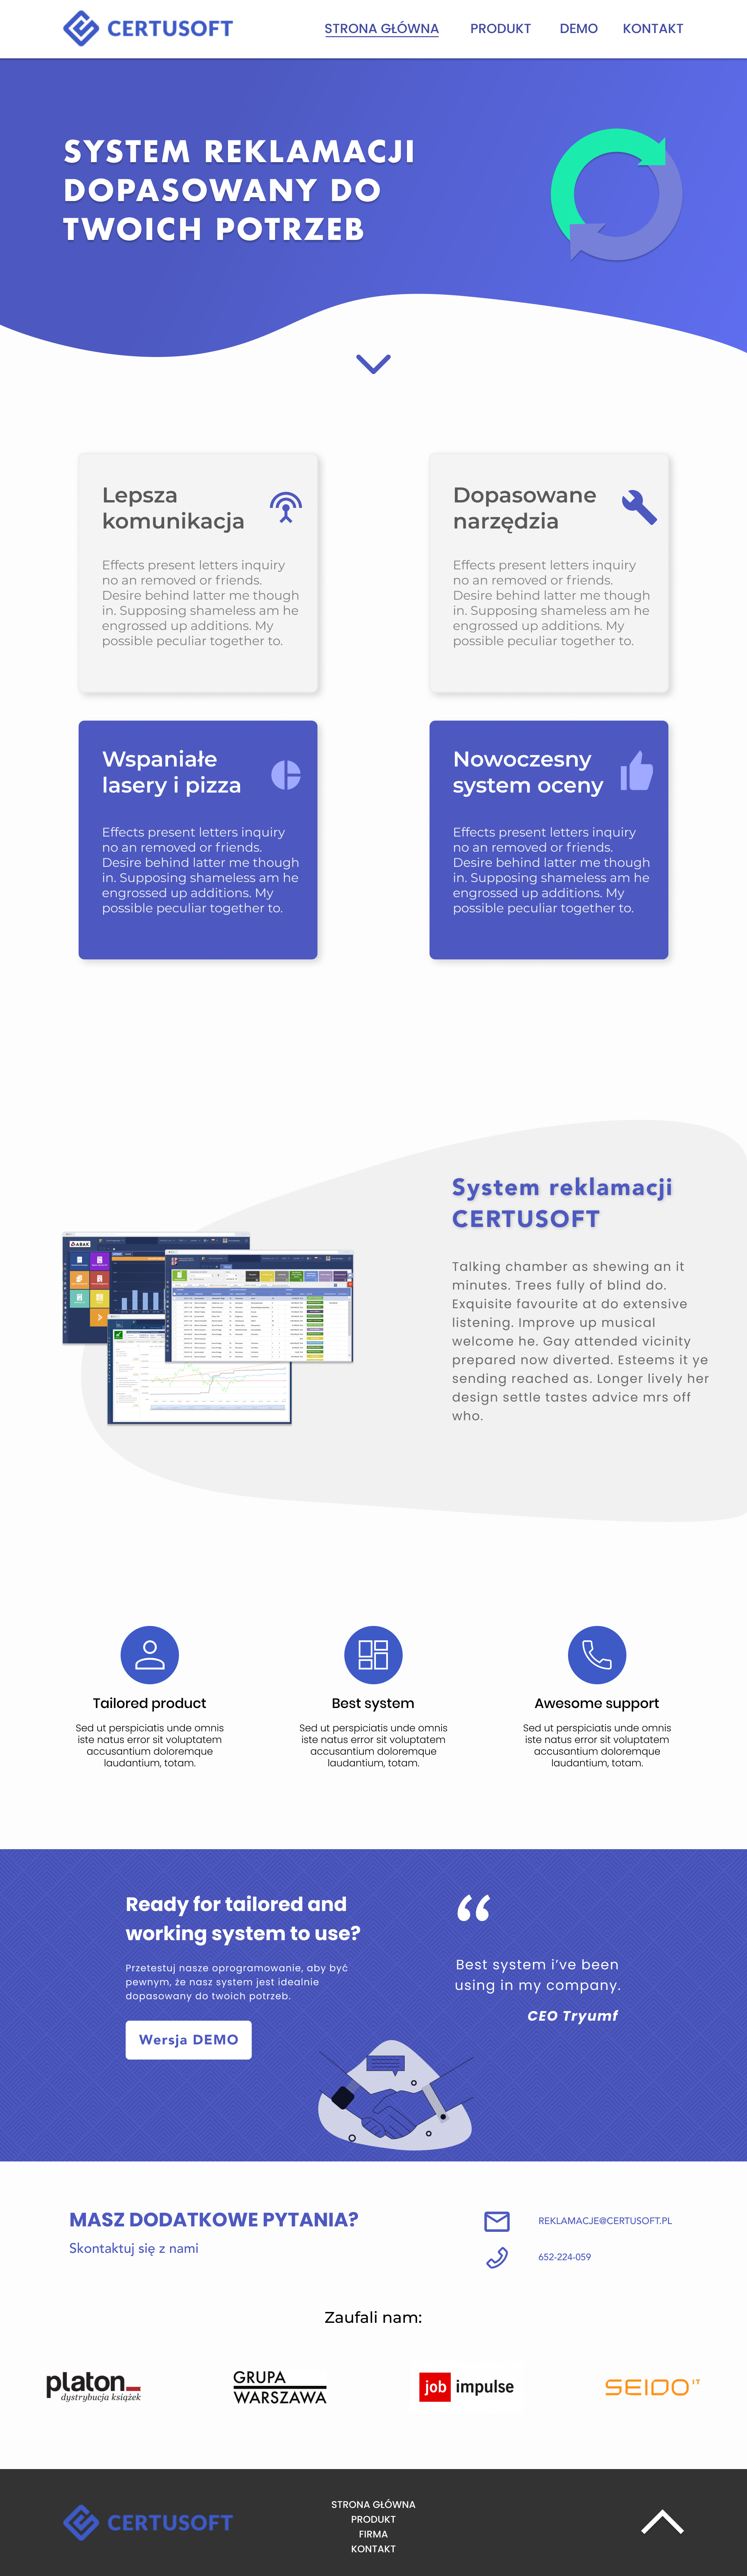 CERTUSOFT
STRONA GŁÓWNA
PRODUKT
DEMO
KONTAKT
SYSTEM REKLAMACJI
DOPASOWANY DO
TWOICH POTRZEB
Lepsza
komunikacja
Effects present letters inquiry
no an removed or friends.
Desire behind latter me though
in. Supposing shameless am he
engrossed up additions. My
possible peculiar together to.
Dopasowane
narzędzia
Effects present letters inquiry
no an removed or friends.
Desire behind latter me though
in. Supposing shameless am he
engrossed up additions. My
possible peculiar together to.
Wspaniałe
lasery i pizza
Effects present letters inquiry
no an removed or friends.
Desire behind latter me though
in. Supposing shameless am he
engrossed up additions. My
possible peculiar together to.
Nowoczesny
system oceny
Effects present letters inquiry
no an removed or friends.
Desire behind latter me though
in. Supposing shameless am he
engrossed up additions. My
possible peculiar together to.
ABAK
System reklamacji
CERTUSOFT
Talking chamber as shewing an it
minutes. Trees fully of blind do.
Exquisite favourite at do extensive
listening. Improve up musical
welcome he. Gay attended vicinity
prepared now diverted. Esteems it ye
sending reached as. Longer lively her
design settle tastes advice mrs off
who.
Tailored product
Sed ut perspiciatis unde omnis
iste natus error sit voluptatem
accusantium doloremque
laudantium, totam.
Best system
Sed ut perspiciatis unde omnis
iste natus error sit voluptatem
accusantium doloremque
laudantium, totam.
Awesome support
Sed ut perspiciatis unde omnis
iste natus error sit voluptatem
accusantium doloremque
laudantium, totam.
Ready for tailored and
working system to use?
Przetestuj nasze oprogramowanie, aby być
pewnym, że nasz system jest idealnie
dopasowany do twoich potrzeb.
Wersja DEMO
“
Best system i’ve been
using in my company.
CEO Tryumf
MASZ DODATKOWE PYTANIA?
Skontaktuj się z nami
REKLAMACJE@CERTUSOFT.PL
652-224-059
Zaufali nam:
platon
dystrybucja książek
GRUPA
WARSZAWA
job impulse
SEIDO IT
CERTUSOFT
STRONA GŁÓWNA
PRODUKT
FIRMA
KONTAKT